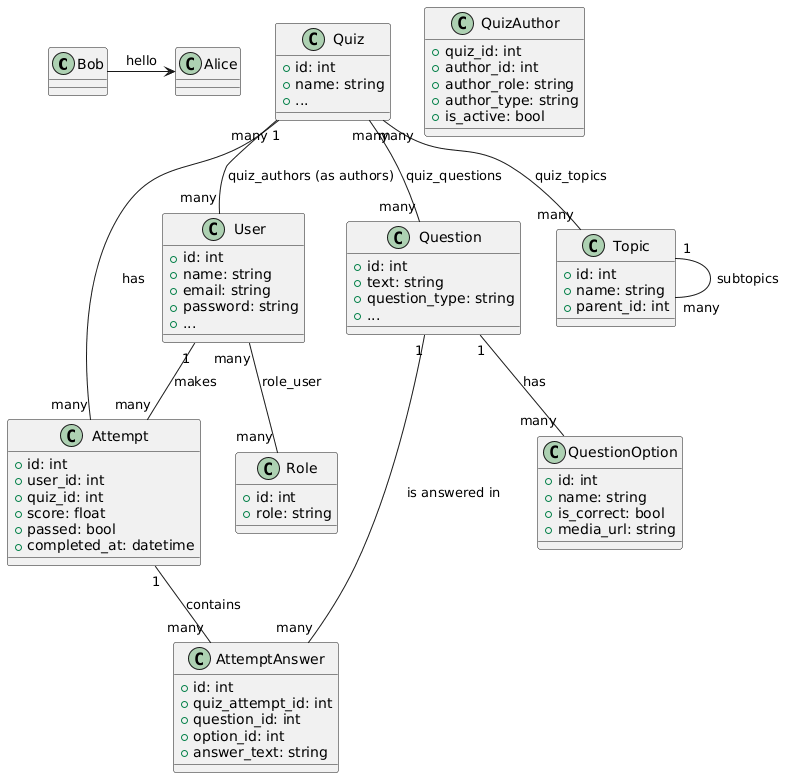 Bob
hello
Alice
Quiz
id: int
name: string
...
QuizAuthor
quiz_id: int
author_id: int
author_role: string
author_type: string
is_active: bool
many 1
many
many
quiz_authors (as authors)
quiz_questions
quiz_topics
many
many
many
has
User
id: int
name: string
email: string
password: string
...
Question
id: int
text: string
question_type: string
...
Topic
id: int
name: string
parent_id: int
1
subtopics
many
1
many
1
1
makes
role_user
has
many
many
many
many
Attempt
id: int
user_id: int
quiz_id: int
score: float
passed: bool
completed_at: datetime
Role
id: int
role: string
is answered in
QuestionOption
id: int
name: string
is_correct: bool
media_url: string
1
contains
many
many
AttemptAnswer
id: int
quiz_attempt_id: int
question_id: int
option_id: int
answer_text: string